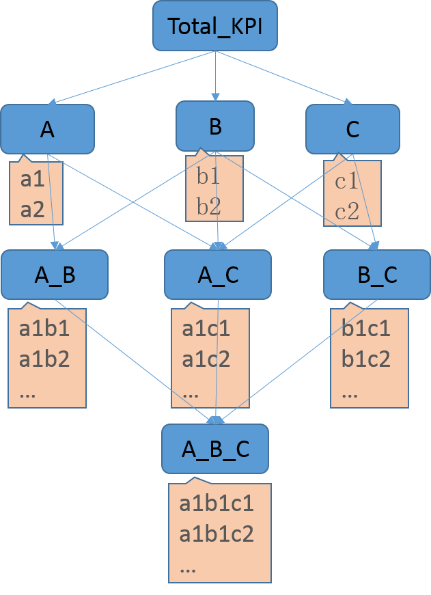 Total_KPI
A
B
C
a1
a2
b1
b2
c1
c2
A_B
A_C
B_C
a1b1
a1b2
...
a1c1
a1c2
...
b1c1
b1c2
...
A_B_C
a1b1c1
a1b1c2
...